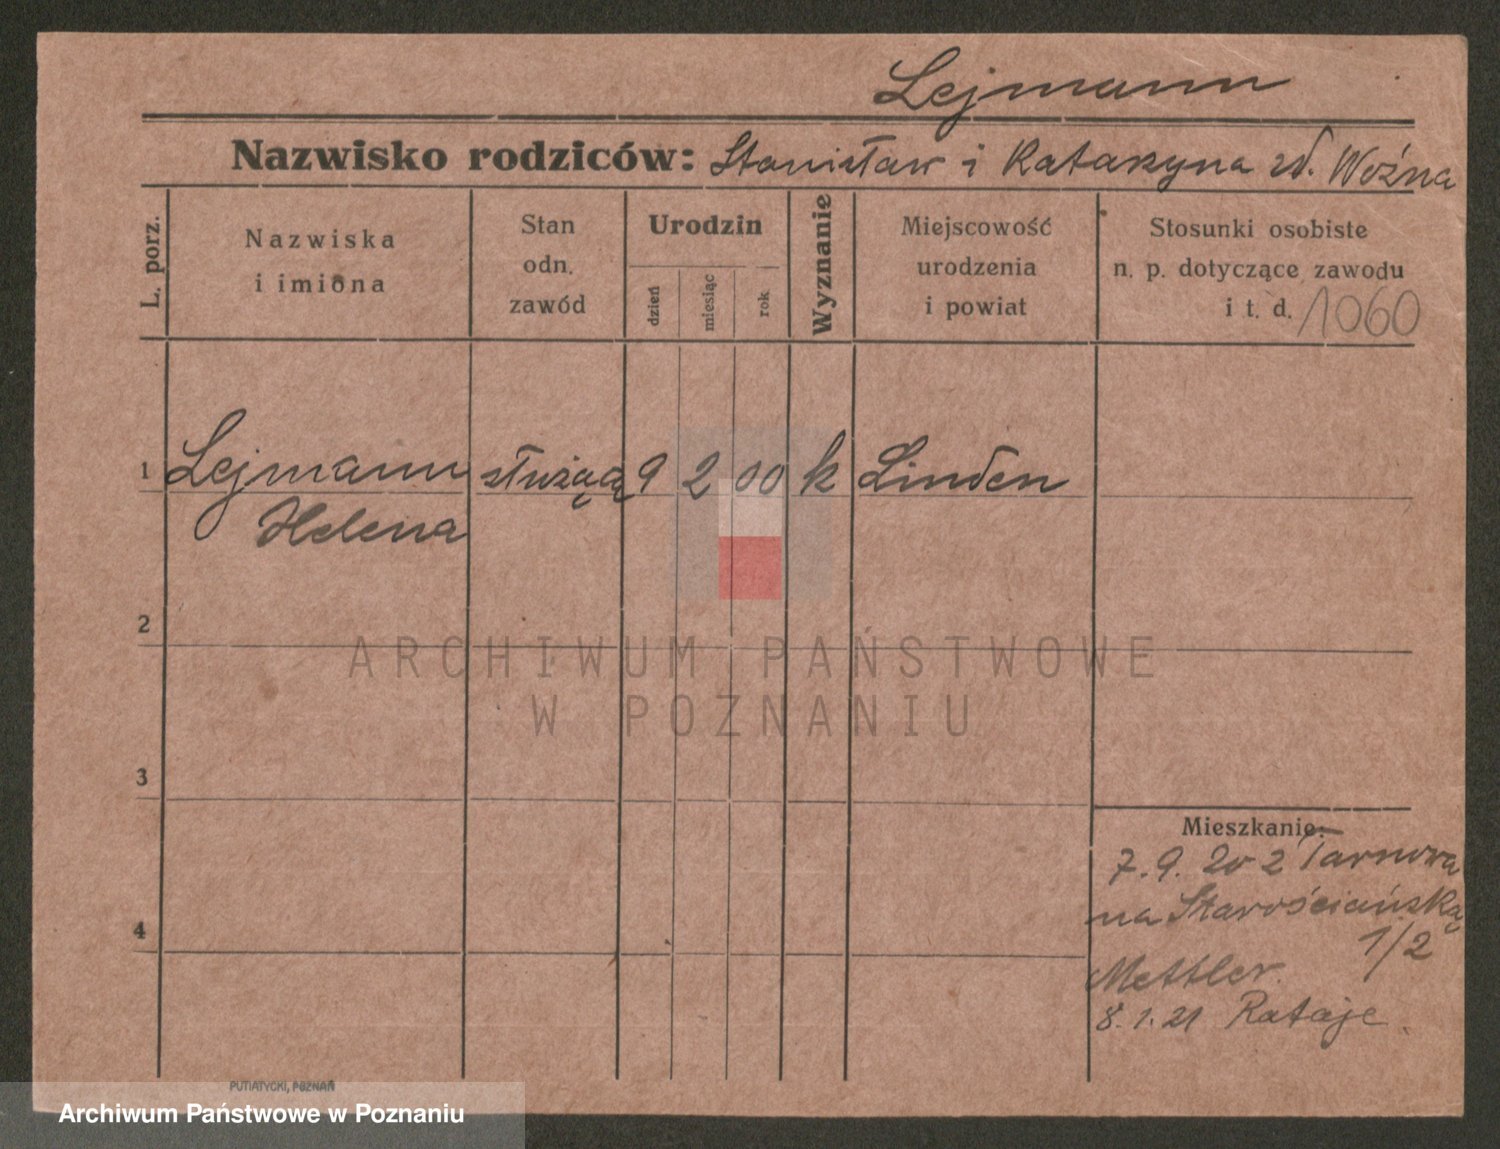 Lejmann
Nazwisko rodziców: Stanisław i Katarzyna zd. Woźna
L. porz.
Nazwiska
i imiona
Stan
odn.
zawód
Urodzin
dzień
miesiąc
rok
Wyznanie
Miejscowość
urodzenia
i powiat
Stosunki osobiste
n. p. dotyczące zawodu
i t. d. 1060
1 Lejmann służąca 9 2 00 k Linden
Helena
2
ARCHIWUM PAŃSTWOWE
W POZNANIU
3
Mieszkanie:
7. 9. 20 z Tarnowa
na Starościańską
4
1/2
Mettler
8. 1. 21 Rataje.
PUTIATYCKI, POZNAŃ
Archiwum Państwowe w Poznaniu